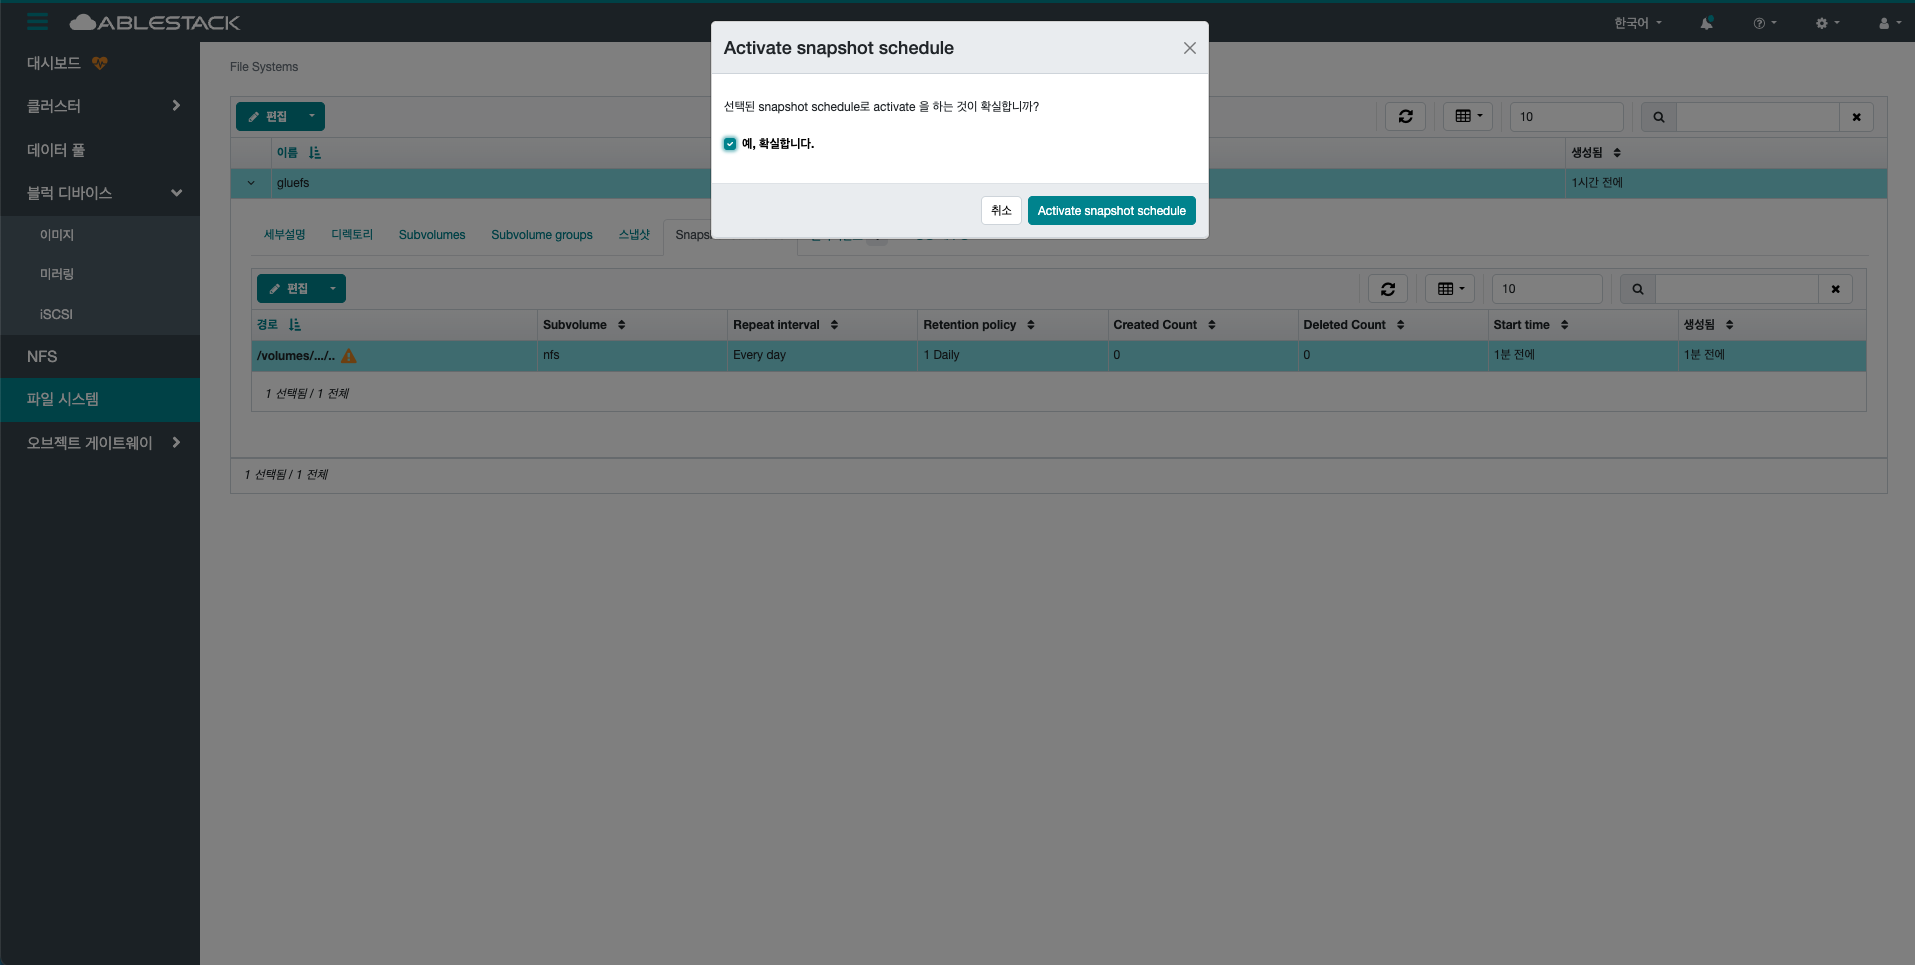 ABLESTACK
한국어
대시보드
클러스터
데이터 풀
블럭 디바이스
이미지
미러링
iSCSI
NFS
파일 시스템
오브젝트 게이트웨이
File Systems
Activate snapshot schedule
선택된 snapshot schedule로 activate 을 하는 것이 확실합니까?
예, 확실합니다.
취소
Activate snapshot schedule
편집
10
이름
생성됨
gluefs
1시간 전에
세부설명
디렉토리
Subvolumes
Subvolume groups
스냅샷
Snaps
편집
10
경로
Subvolume
Repeat interval
Retention policy
Created Count
Deleted Count
Start time
생성됨
/volumes/.../..
nfs
Every day
1 Daily
0
0
1분 전에
1분 전에
1 선택됨 / 1 전체
1 선택됨 / 1 전체